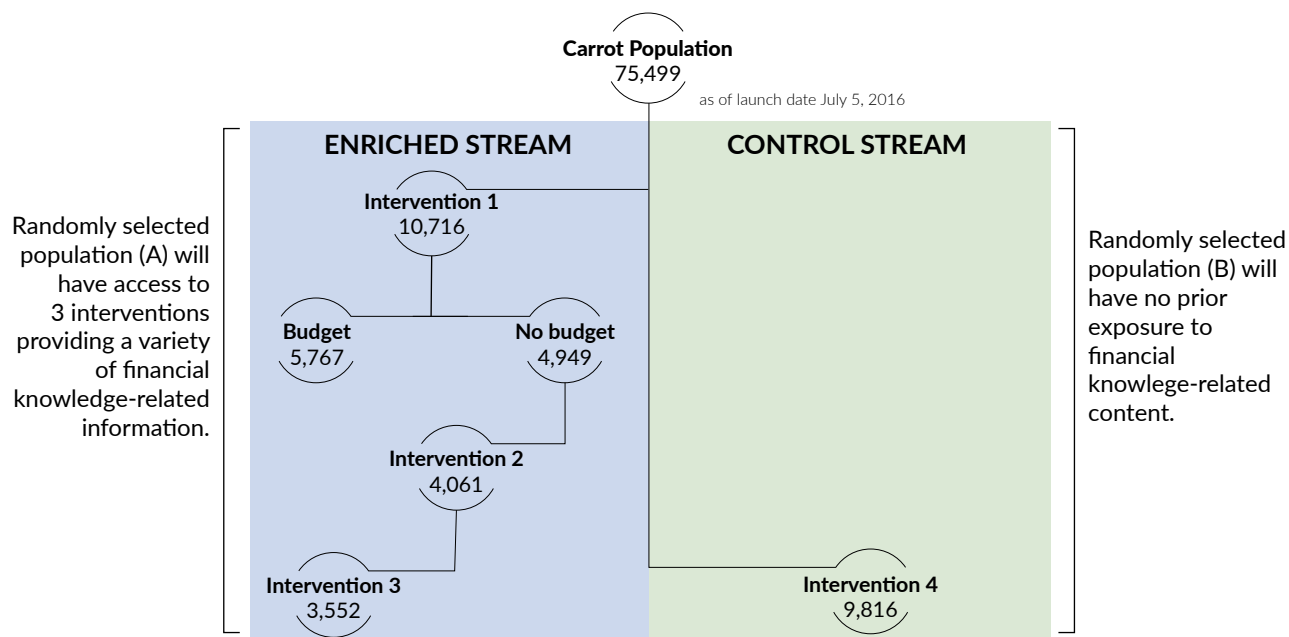 Carrot Population
75,499
as of launch date July 5, 2016
ENRICHED STREAM
CONTROL STREAM
Intervention 1
10,716
Randomly selected
population (A) will
have access to
3 interventions
providing a variety
of financial
knowledge-related
information.
Budget
5,767
No budget
4,949
Randomly selected
population (B) will
have no prior
exposure to
financial
knowlege-related
content.
Intervention 2
4,061
Intervention 3
3,552
Intervention 4
9,816